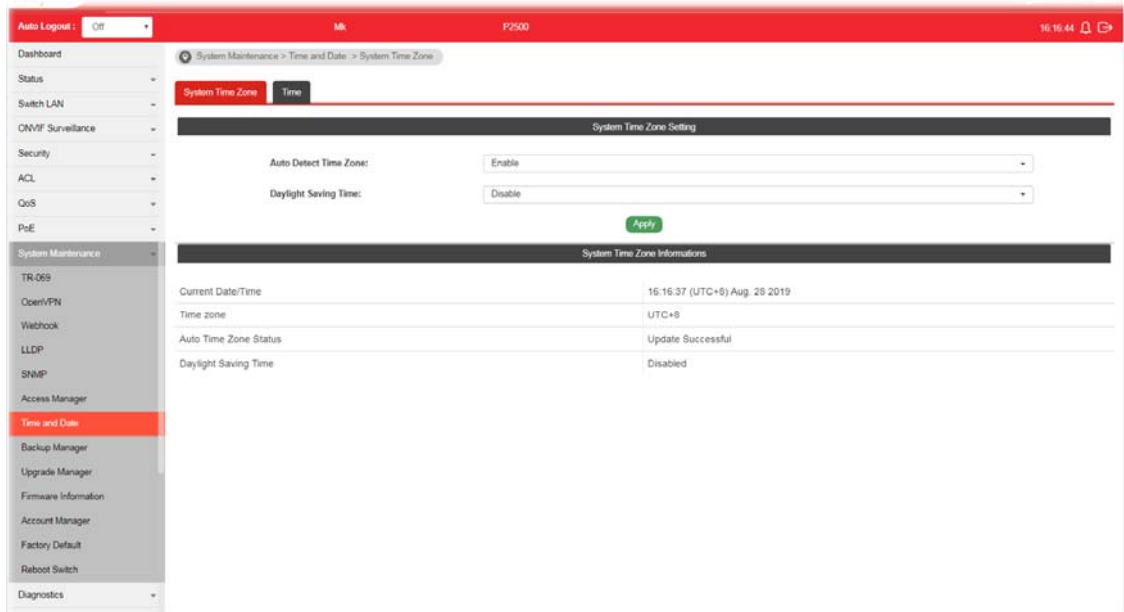 Auto Logout : Off Mk P2500 16:16:44
Dashboard
Status
Switch LAN
ONVIF Surveillance
Security
ACL
QoS
PoE
System Maintenance
TR-069
OpenVPN
Webhook
LLDP
SNMP
Access Manager
Time and Date
Backup Manager
Upgrade Manager
Firmware Information
Account Manager
Factory Default
Reboot Switch
Diagnostics
System Maintenance > Time and Date > System Time Zone
System Time Zone Time
System Time Zone Setting
Auto Detect Time Zone: Enable
Daylight Saving Time: Disable
Apply
System Time Zone Informations
Current Date/Time 16:16:37 (UTC+8) Aug. 28 2019
Time zone UTC+8
Auto Time Zone Status Update Successful
Daylight Saving Time Disabled